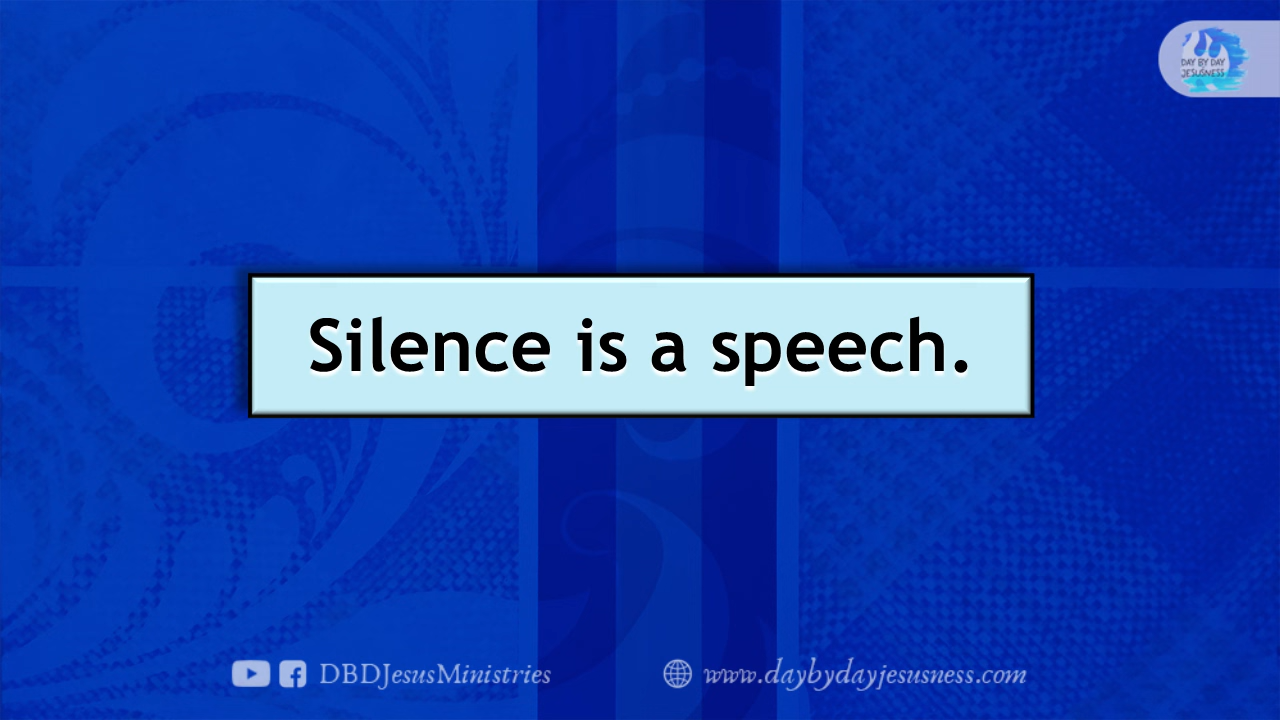 DAY BY DAY
JESUSNESS
Silence is a speech.
DBDJesusMinistries
www.daybydayjesusness.com